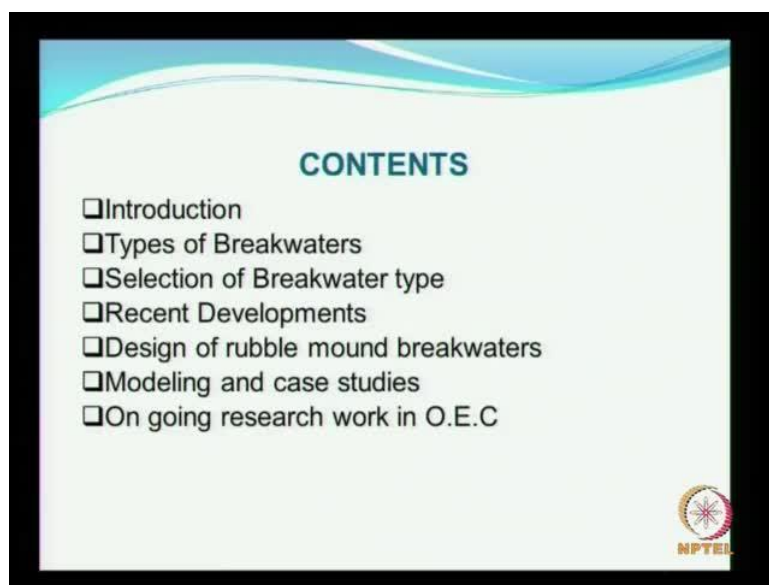 CONTENTS
❑Introduction
❑Types of Breakwaters
❑Selection of Breakwater type
❑Recent Developments
❑Design of rubble mound breakwaters
❑Modeling and case studies
❑On going research work in O.E.C
NPTEL